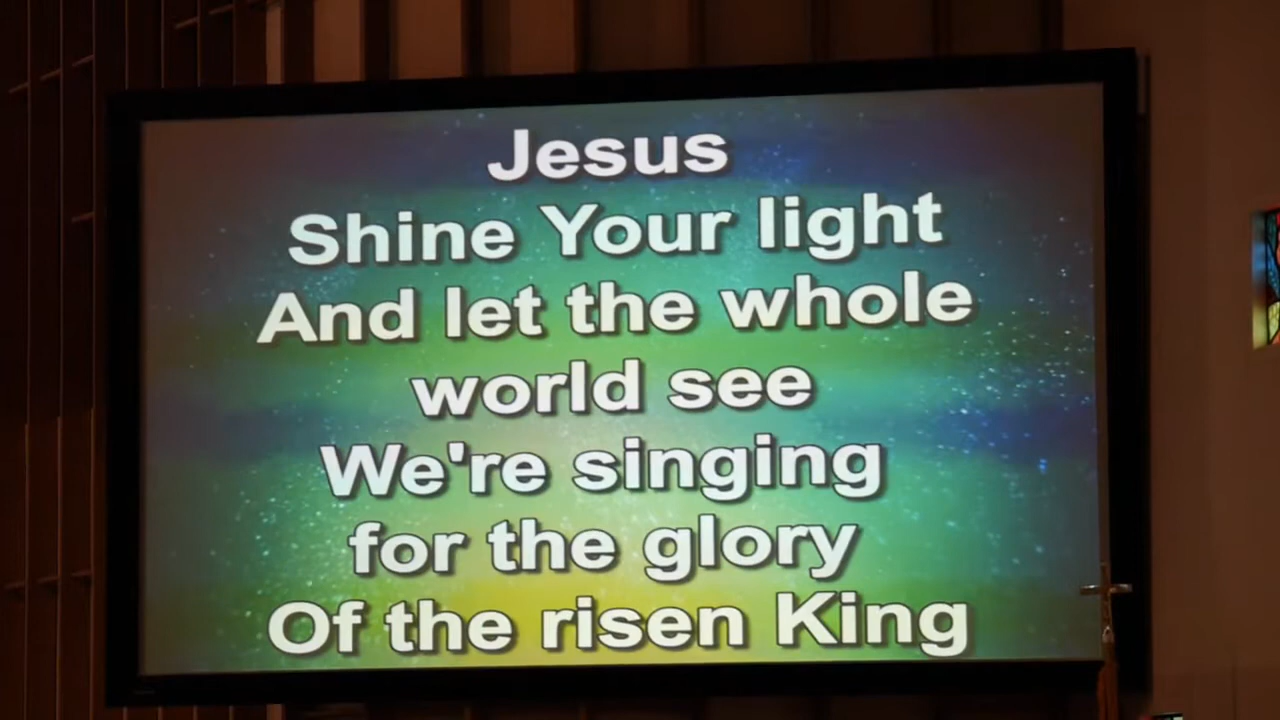 Jesus
Shine Your light
And let the whole
world see
We're singing
for the glory
Of the risen King